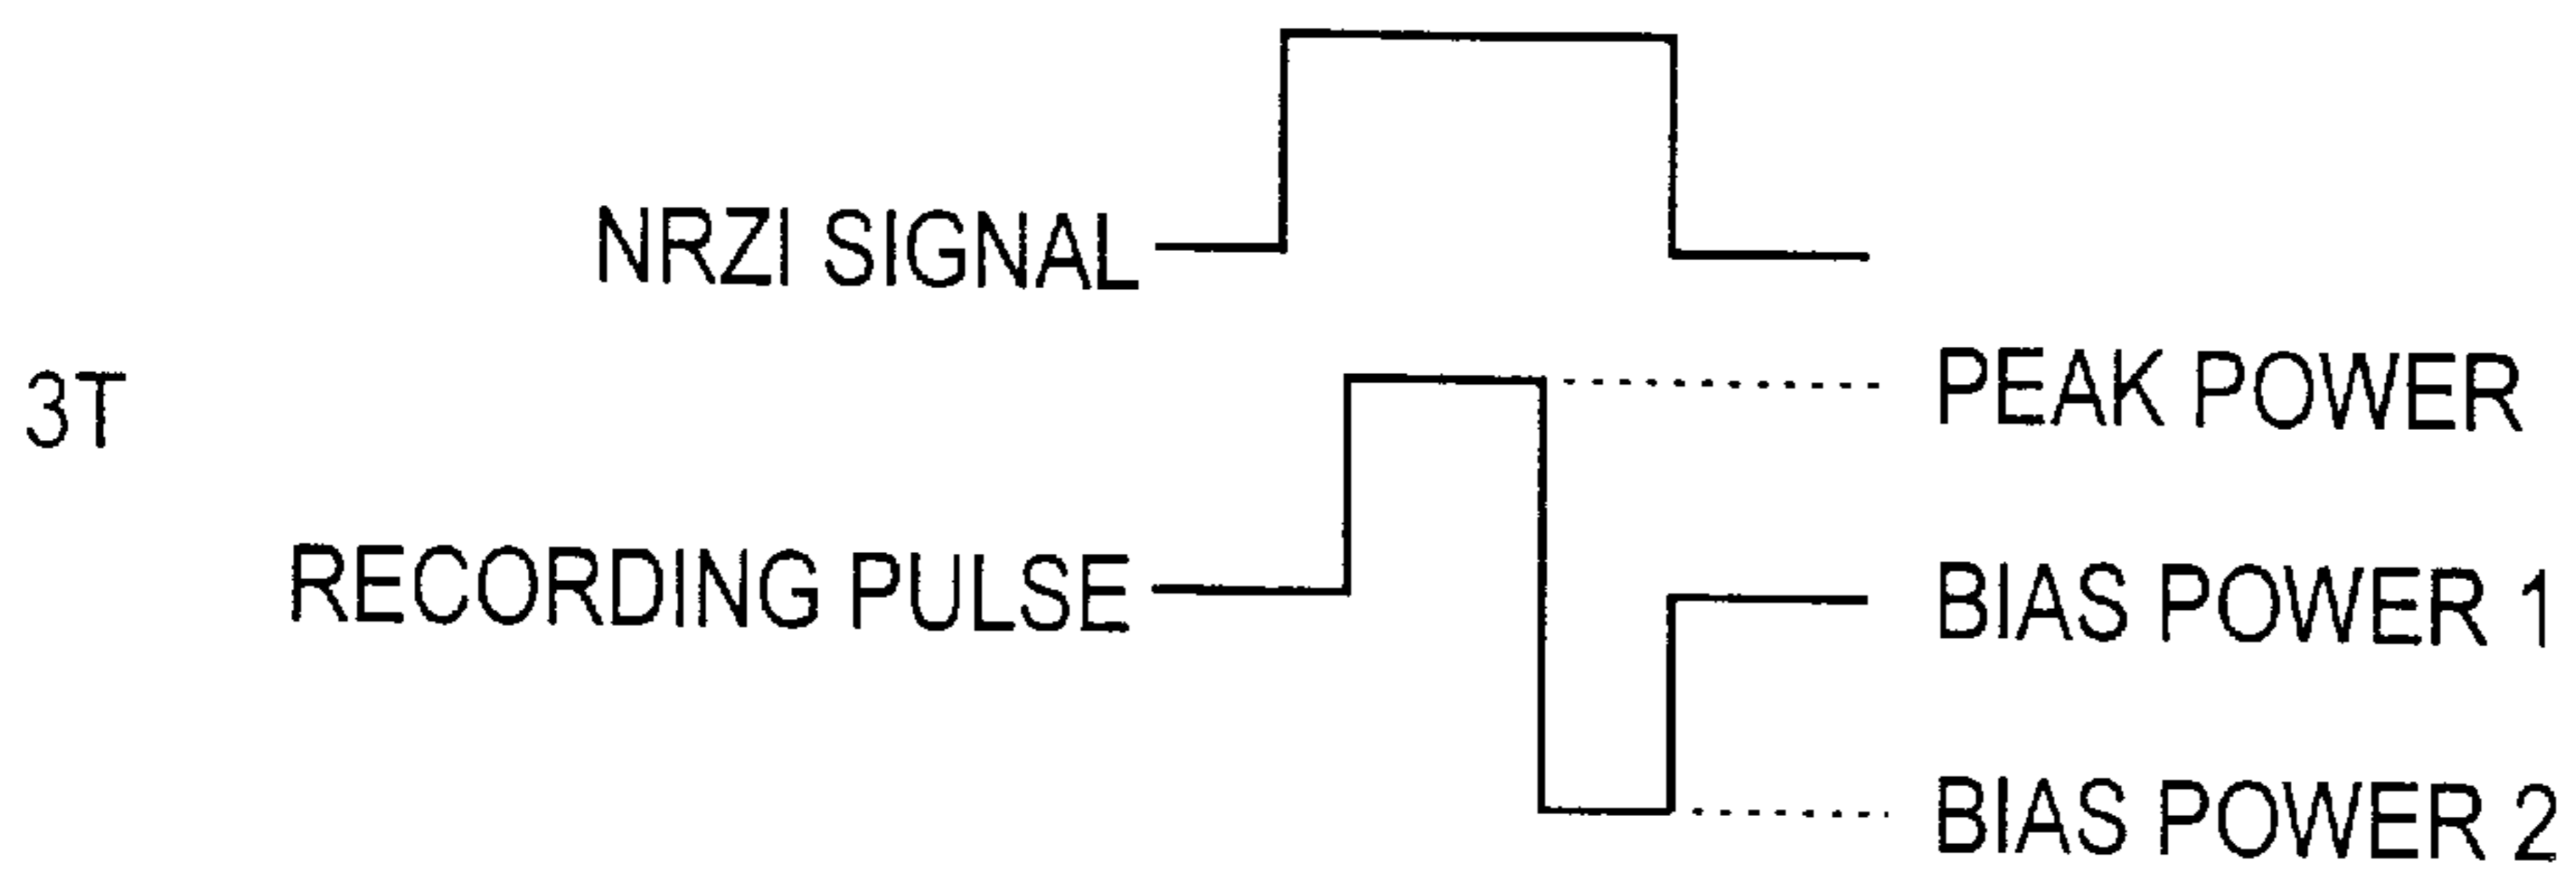 NRZI SIGNAL
3T
PEAK POWER
RECORDING PULSE
BIAS POWER 1
BIAS POWER 2